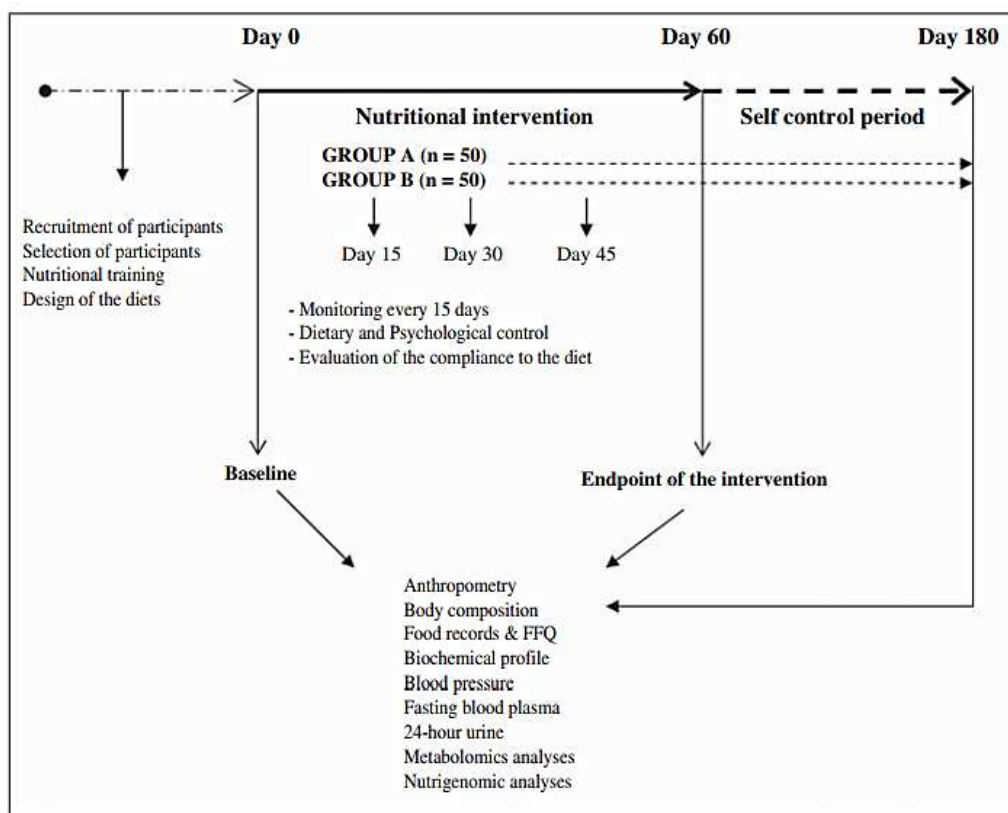 Day 0 Day 60 Day 180
Nutritional intervention Self control period
GROUP A (n = 50)
GROUP B (n = 50)
Day 15 Day 30 Day 45
Recruitment of participants
Selection of participants
Nutritional training
Design of the diets
- Monitoring every 15 days
- Dietary and Psychological control
- Evaluation of the compliance to the diet
Baseline
Endpoint of the intervention
Anthropometry
Body composition
Food records & FFQ
Biochemical profile
Blood pressure
Fasting blood plasma
24-hour urine
Metabolomics analyses
Nutrigenomic analyses